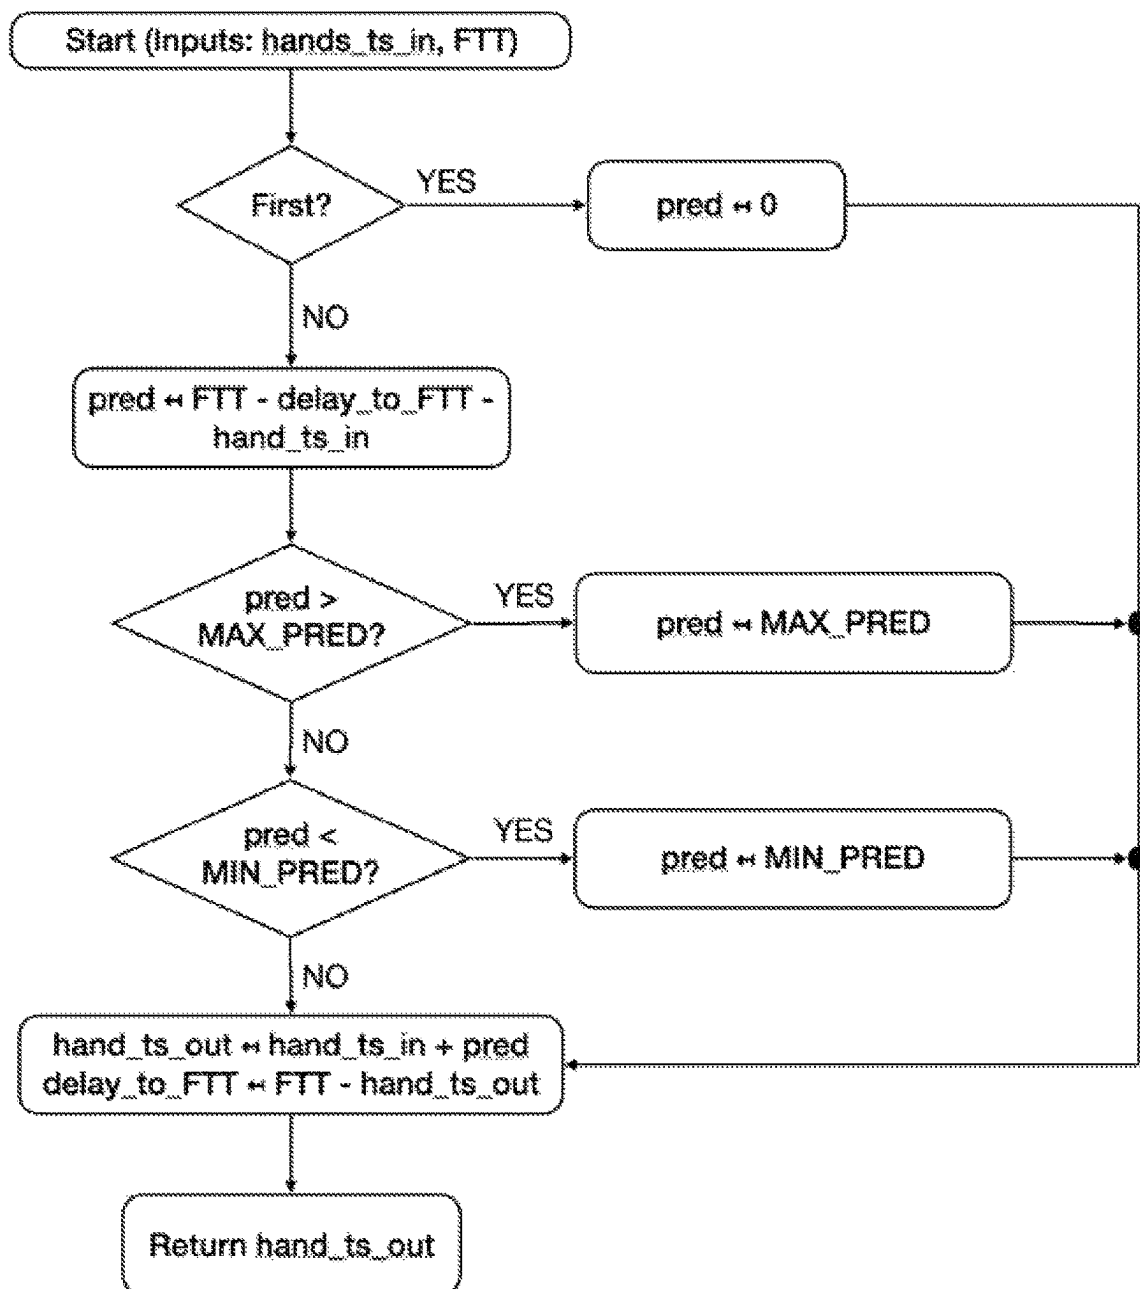 Start (Inputs: hands_ts_in, FTT)
First?
YES
pred ↤ 0
NO
pred ↤ FTT - delay_to_FTT -
hand_ts_in
pred >
MAX_PRED?
YES
pred ↤ MAX_PRED
NO
pred <
MIN_PRED?
YES
pred ↤ MIN_PRED
NO
hand_ts_out ↤ hand_ts_in + pred
delay_to_FTT ↤ FTT - hand_ts_out
Return hand_ts_out